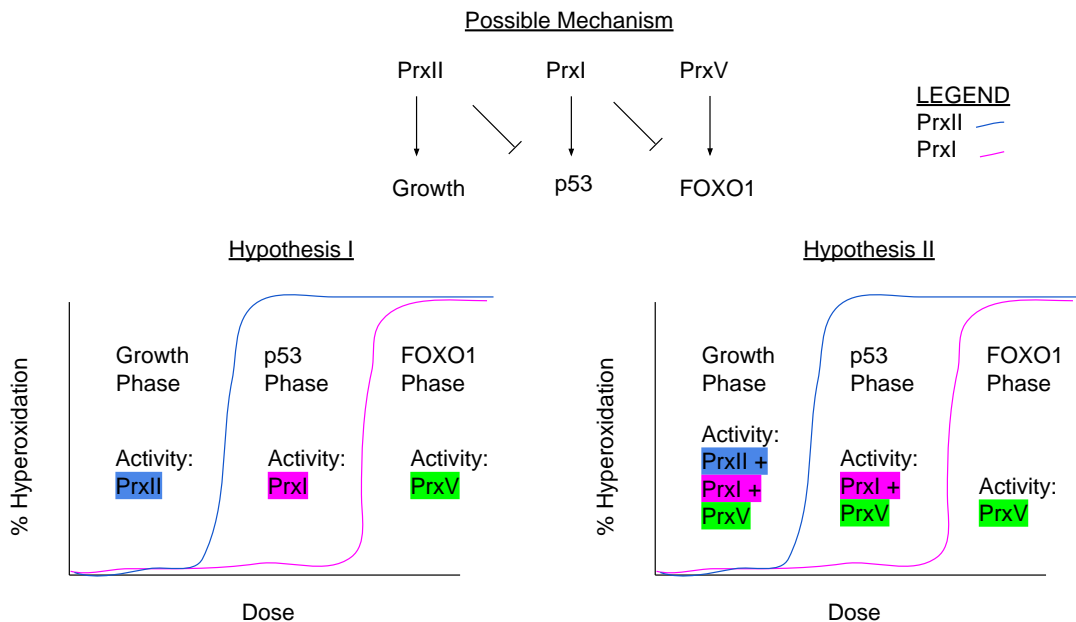 Possible Mechanism
PrxII
PrxI
PrxV
Growth
p53
FOXO1
LEGEND
PrxII
PrxI
Hypothesis I
% Hyperoxidation
Growth
Phase
p53
Phase
FOXO1
Phase
Activity:
PrxII
Activity:
PrxI
Activity:
PrxV
Dose
Hypothesis II
% Hyperoxidation
Growth
Phase
p53
Phase
FOXO1
Phase
Activity:
PrxII +
PrxI +
PrxV
Activity:
PrxI +
PrxV
Activity:
PrxV
Dose